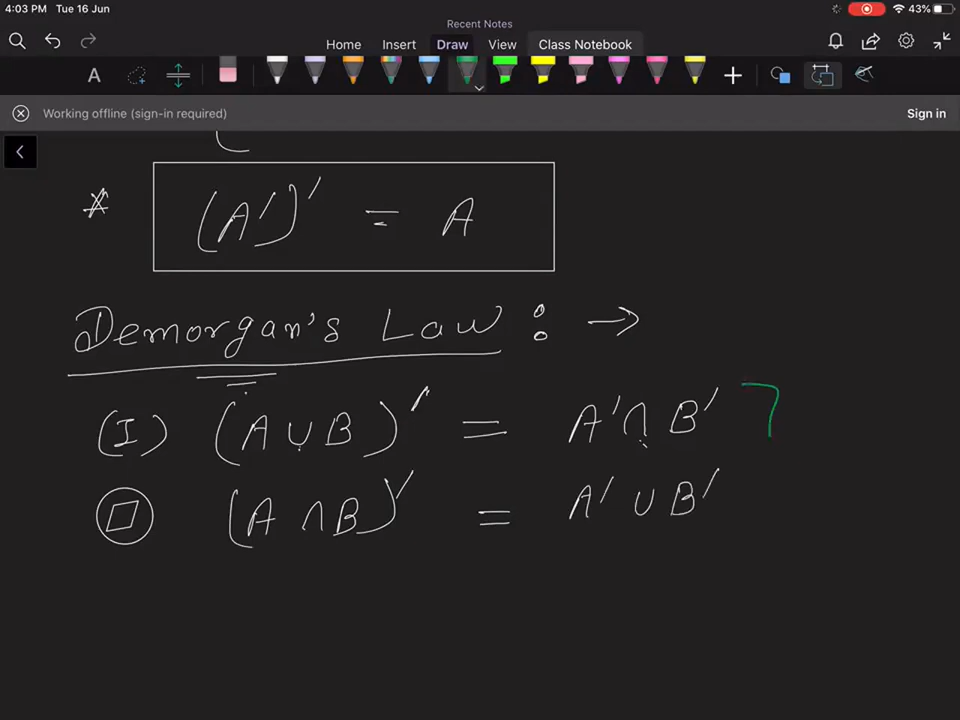 4:03 PM Tue 16 Jun
43%
Recent Notes
Home Insert Draw View Class Notebook
A
Working offline (sign-in required) Sign in
* (A')' = A
Demorgan's Law : →
(I) (A ∪ B)' = A' ∩ B'
(A ∩ B)' = A' ∪ B'